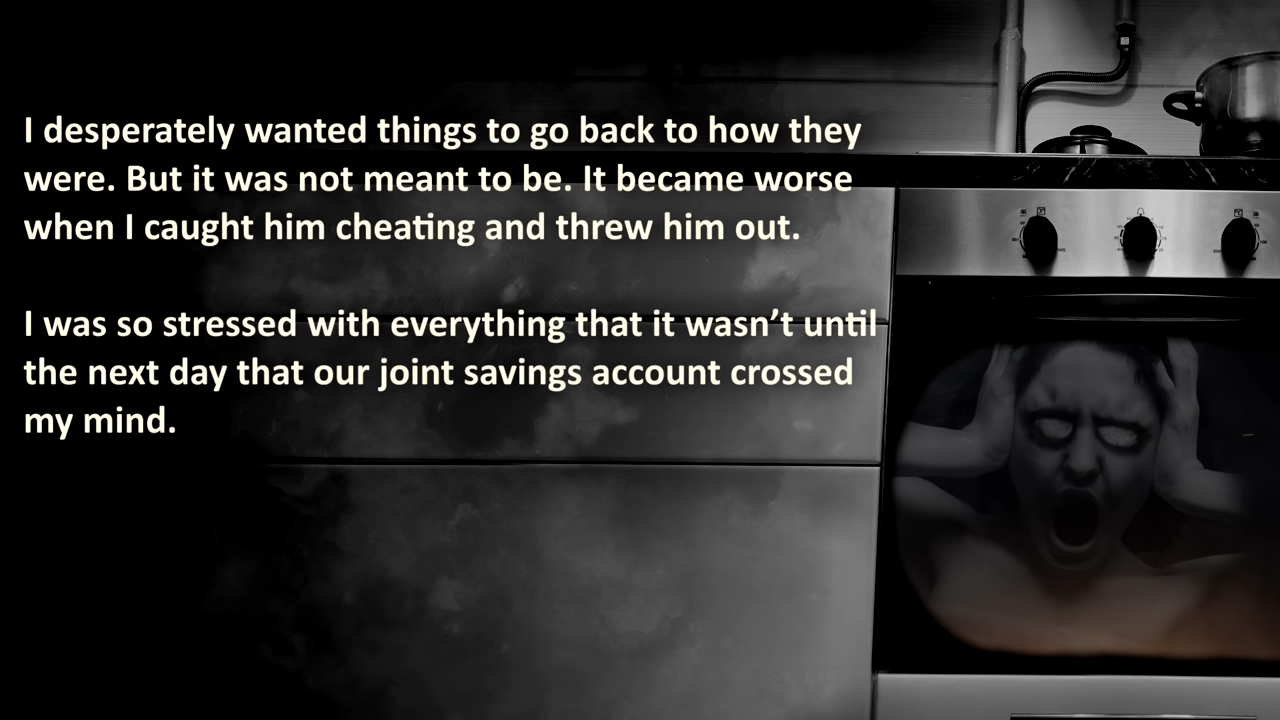 I desperately wanted things to go back to how they
were. But it was not meant to be. It became worse
when I caught him cheating and threw him out.
I was so stressed with everything that it wasn’t until
the next day that our joint savings account crossed
my mind.